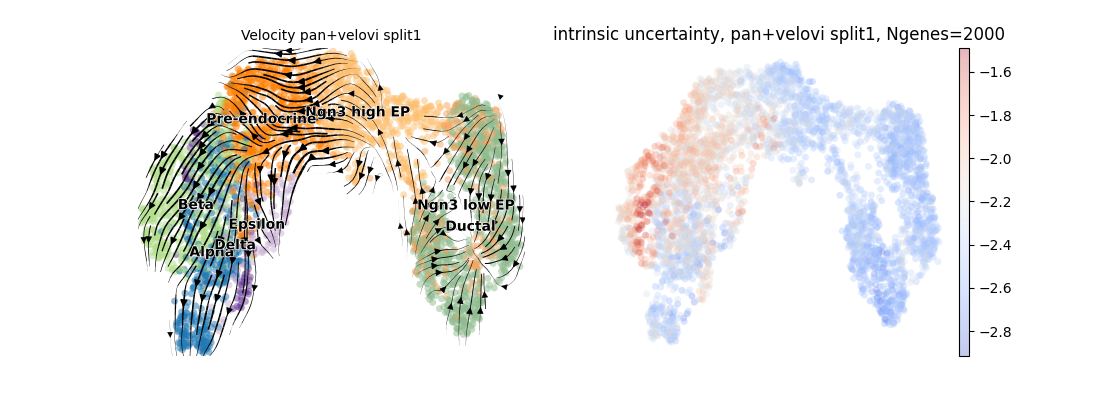 Velocity pan+velovi split1
intrinsic uncertainty, pan+velovi split1, Ngenes=2000
Ngn3 high EP
Pre-endocrine
Beta
Ngn3 low EP
Epsilon
Ductal
Delta
Alpha
−1.6
−1.8
−2.0
−2.2
−2.4
−2.6
−2.8